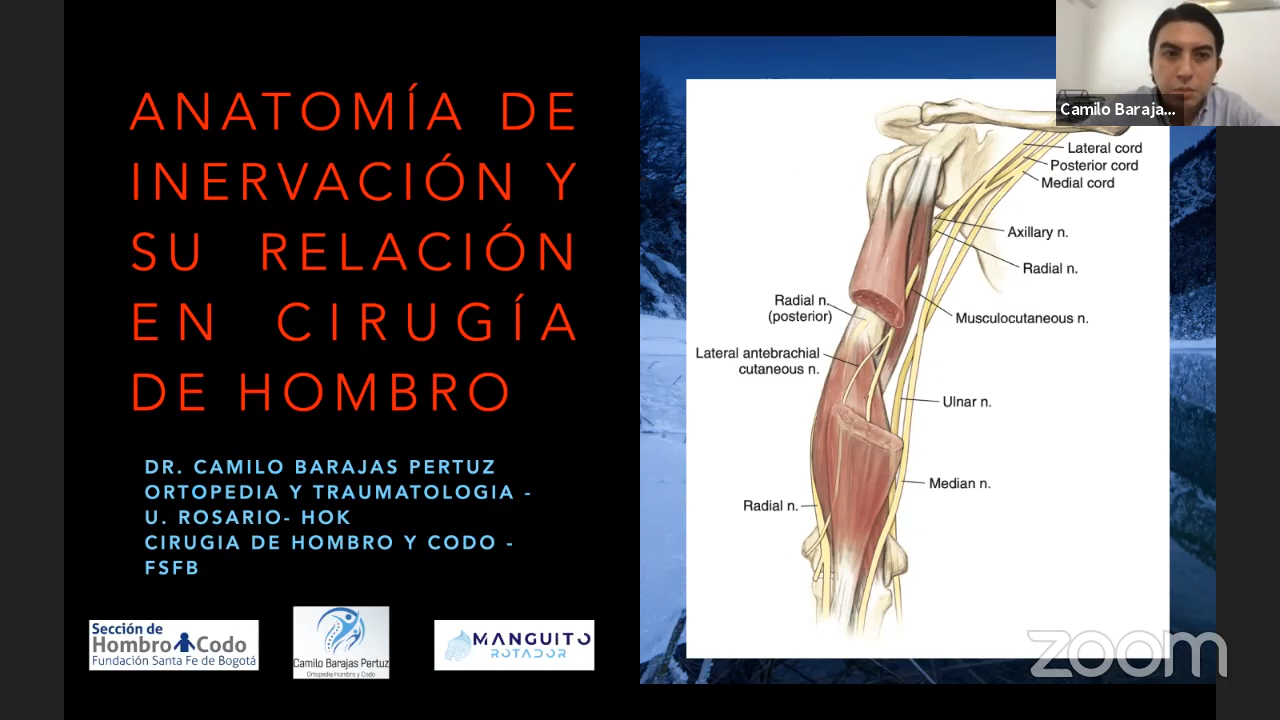 ANATOMÍA DE
INERVACIÓN Y
SU RELACIÓN
EN CIRUGÍA
DE HOMBRO
DR. CAMILO BARAJAS PERTUZ
ORTOPEDIA Y TRAUMATOLOGIA -
U. ROSARIO- HOK
CIRUGIA DE HOMBRO Y CODO -
FSFB
Sección de
Hombro Codo
Fundación Santa Fe de Bogotá
Camilo Barajas Pertuz
Ortopedia Hombro y Codo
MANGUITO
ROTADOR
Camilo Baraja...
Lateral cord
Posterior cord
Medial cord
Axillary n.
Radial n.
Radial n.
(posterior)
Musculocutaneous n.
Lateral antebrachial
cutaneous n.
Ulnar n.
Median n.
Radial n.
zoom